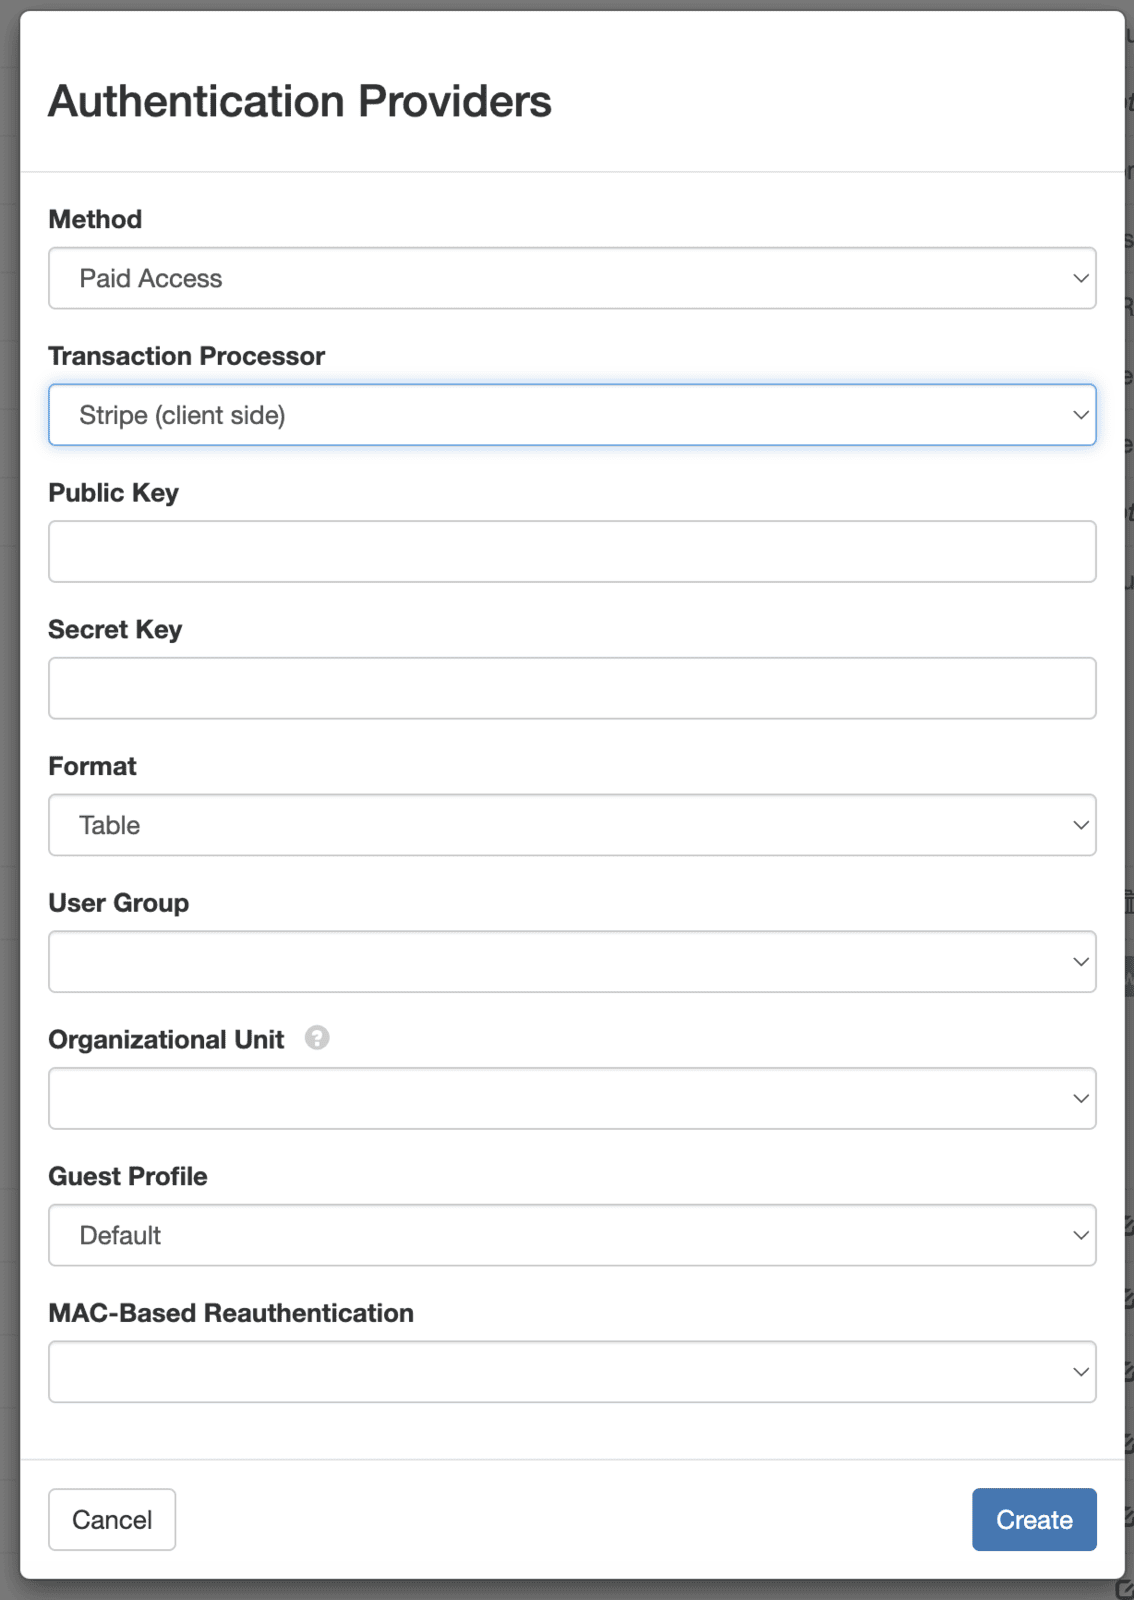 Authentication Providers
Method
Paid Access
Transaction Processor
Stripe (client side)
Public Key
Secret Key
Format
Table
User Group
Organizational Unit ?
Guest Profile
Default
MAC-Based Reauthentication
Cancel
Create